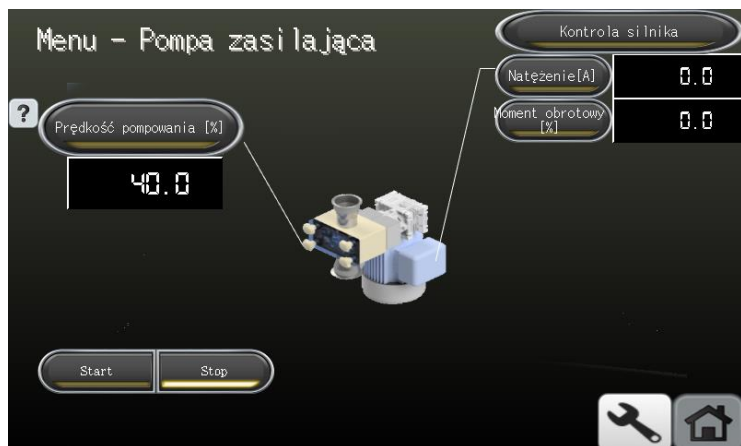 Menu - Pompa zasilająca
Kontrola silnika
Natężenie[A]
0.0
Moment obrotowy
[%]
0.0
?
Prędkość pompowania [%]
40.0
Start
Stop